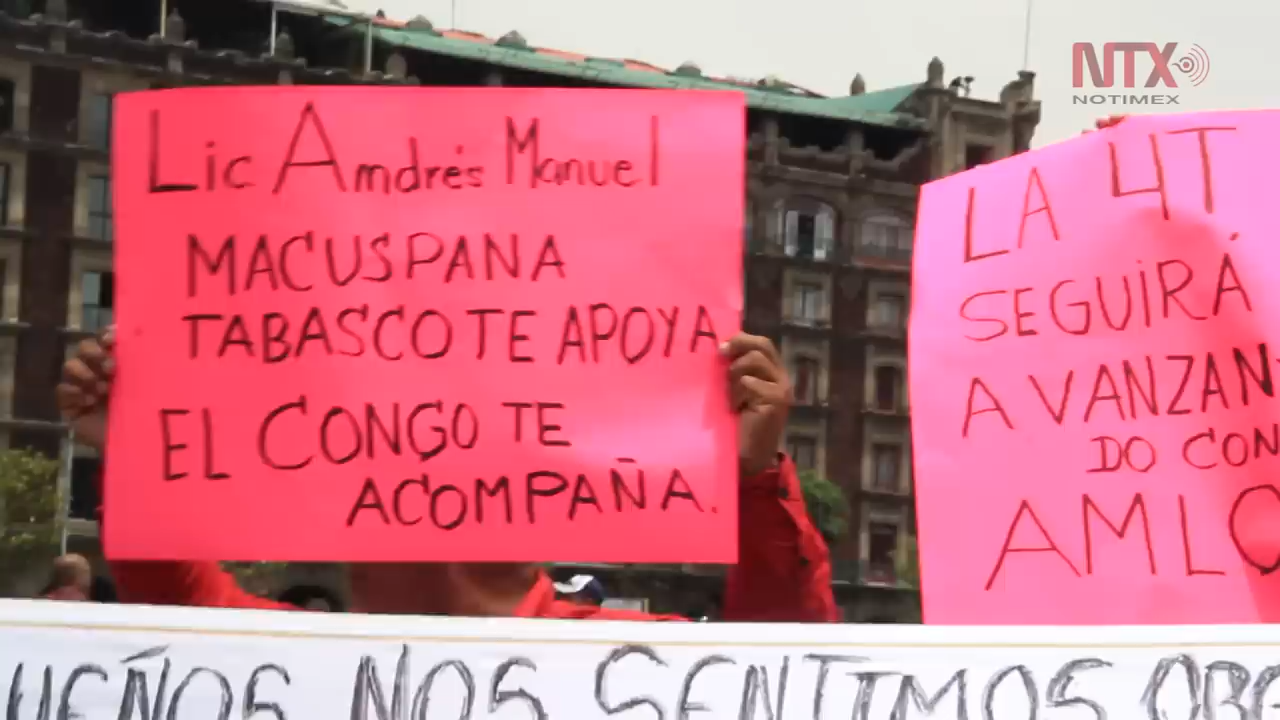 NTX
NOTIMEX
Lic Amdrés Manuel
MACUSPANA
TABASCO TE APOYA
EL CONGO TE
ACOMPAÑA.
LA 4T
SEGUIRÁ
AVANZAN
DO CON
AMLO
UEÑOS NOS SENTIMOS